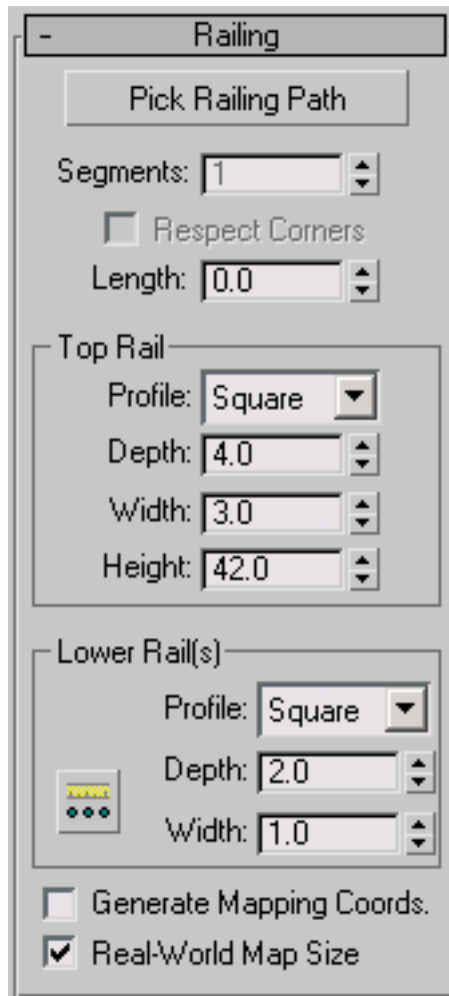 - Railing
Pick Railing Path
Segments: 1
Respect Corners
Length: 0.0
Top Rail
Profile: Square
Depth: 4.0
Width: 3.0
Height: 42.0
Lower Rail(s)
Profile: Square
Depth: 2.0
Width: 1.0
Generate Mapping Coords.
Real-World Map Size